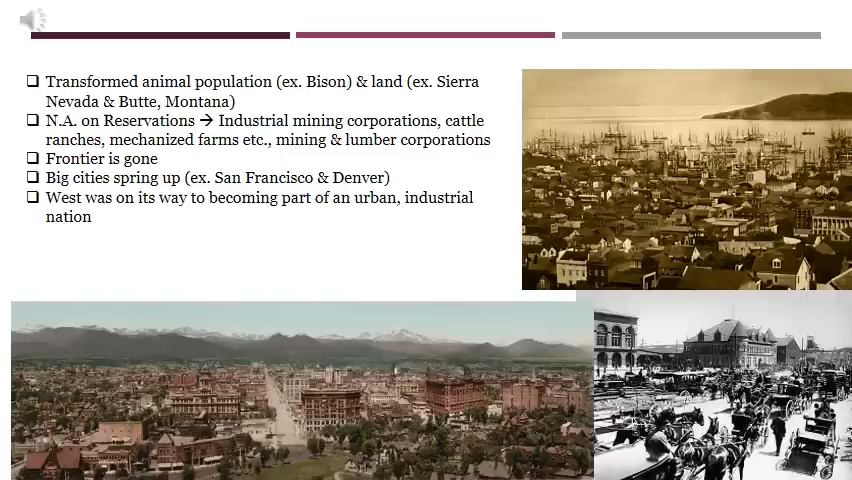 ❑ Transformed animal population (ex. Bison) & land (ex. Sierra
Nevada & Butte, Montana)
❑ N.A. on Reservations → Industrial mining corporations, cattle
ranches, mechanized farms etc., mining & lumber corporations
❑ Frontier is gone
❑ Big cities spring up (ex. San Francisco & Denver)
❑ West was on its way to becoming part of an urban, industrial
nation